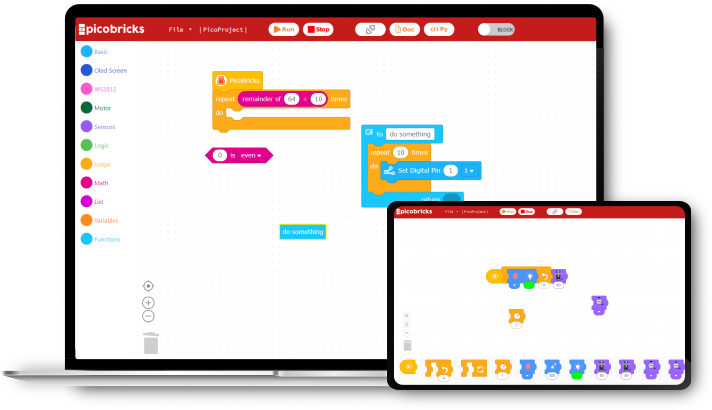 picobricks
File
|PicoProject|
Run
Stop
Doc
</> Py
BLOCK
Basic
Oled Screen
WS2812
Motor
Sensors
Logic
Loops
Math
List
Variables
Functions
PicoBricks
repeat remainder of 64 ÷ 10 times
do
0 is even
do something
to do something
repeat 10 times
do Set Digital Pin 1 1
return
picobricks
File
|PicoProject|
Run
Stop